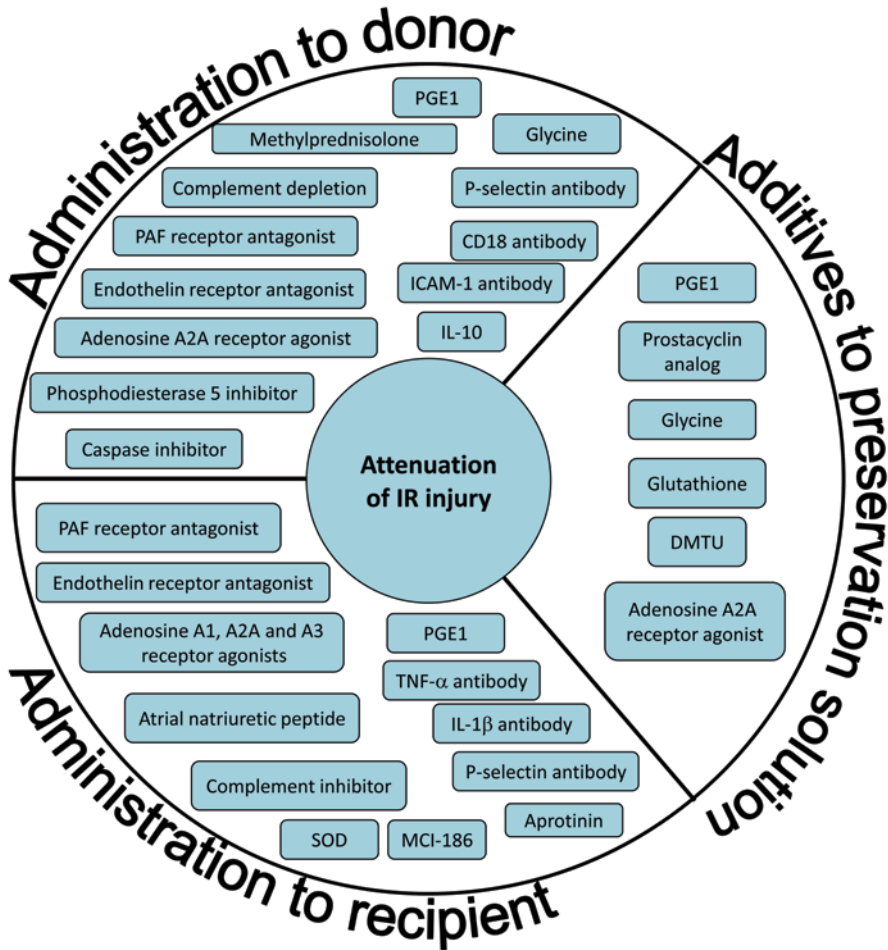 Administration to donor
PGE1
Methylprednisolone
Glycine
Complement depletion
P-selectin antibody
PAF receptor antagonist
CD18 antibody
Endothelin receptor antagonist
ICAM-1 antibody
Adenosine A2A receptor agonist
IL-10
Phosphodiesterase 5 inhibitor
Caspase inhibitor
Additives to preservation solution
PGE1
Prostacyclin
analog
Glycine
Glutathione
DMTU
Adenosine A2A
receptor agonist
Attenuation
of IR injury
Administration to recipient
PAF receptor antagonist
Endothelin receptor antagonist
Adenosine A1, A2A and A3
receptor agonists
PGE1
TNF-α antibody
Atrial natriuretic peptide
IL-1β antibody
P-selectin antibody
Complement inhibitor
Aprotinin
SOD
MCI-186